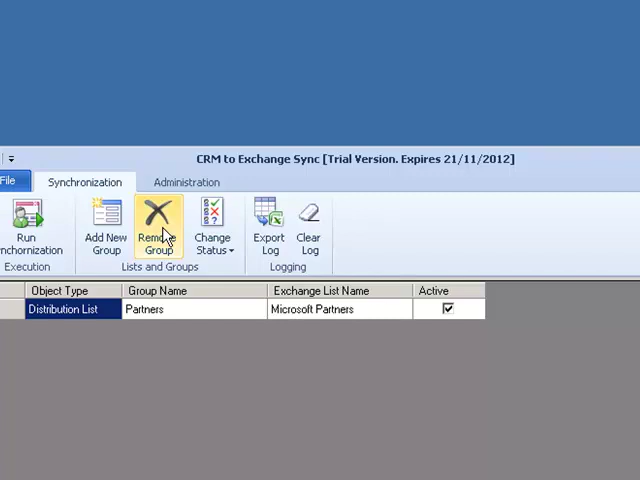 CRM to Exchange Sync [Trial Version. Expires 21/11/2012]
File Synchronization Administration
Run Add New Remove Change Export Clear
nchornization Group Group Status Log Log
Execution Lists and Groups Logging
Object Type Group Name Exchange List Name Active
Distribution List Partners Microsoft Partners